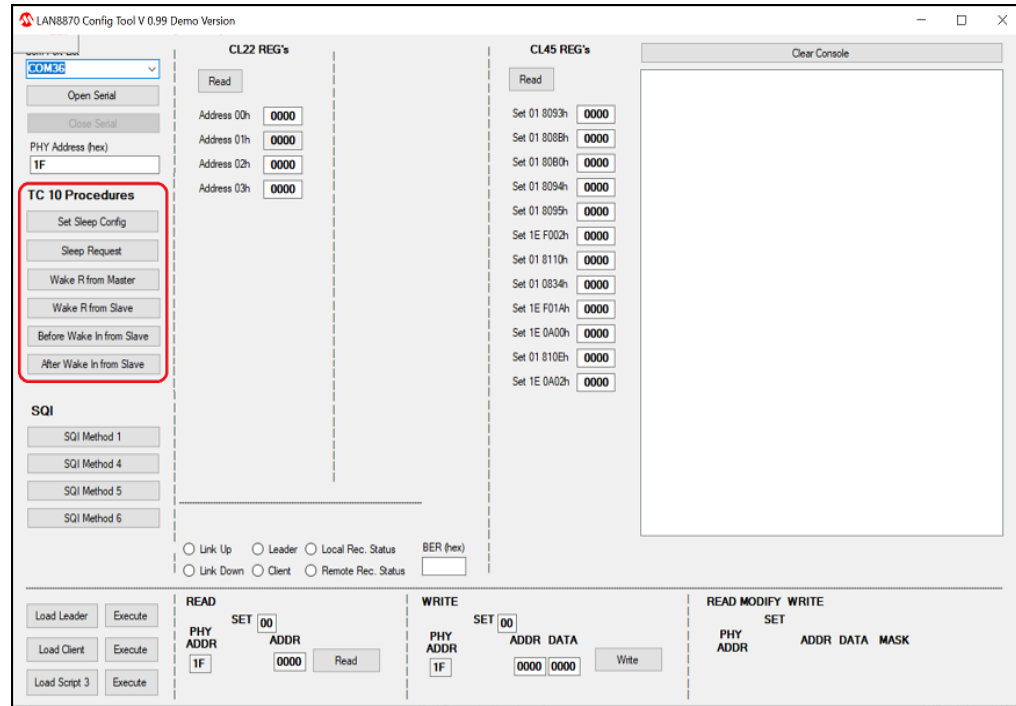 LAN8870 Config Tool V 0.99 Demo Version
COM36
Open Serial
Close Serial
PHY Address (hex)
1F
TC 10 Procedures
Set Sleep Config
Sleep Request
Wake R from Master
Wake R from Slave
Before Wake In from Slave
After Wake In from Slave
SQI
SQI Method 1
SQI Method 4
SQI Method 5
SQI Method 6
CL22 REG's
Read
Address 00h 0000
Address 01h 0000
Address 02h 0000
Address 03h 0000
Link Up Leader Local Rec. Status BER (hex)
Link Down Client Remote Rec. Status
CL45 REG's
Read
Set 01 8093h 0000
Set 01 808Bh 0000
Set 01 80B0h 0000
Set 01 8094h 0000
Set 01 8095h 0000
Set 1E F002h 0000
Set 01 8110h 0000
Set 01 0834h 0000
Set 1E F01Ah 0000
Set 1E 0A00h 0000
Set 01 810Eh 0000
Set 1E 0A02h 0000
Clear Console
Load Leader Execute
Load Client Execute
Load Script 3 Execute
READ
SET 00
PHY ADDR
ADDR
1F 0000 Read
WRITE
SET 00
PHY ADDR
ADDR DATA
1F 0000 0000 Write
READ MODIFY WRITE
SET
PHY ADDR
ADDR DATA MASK